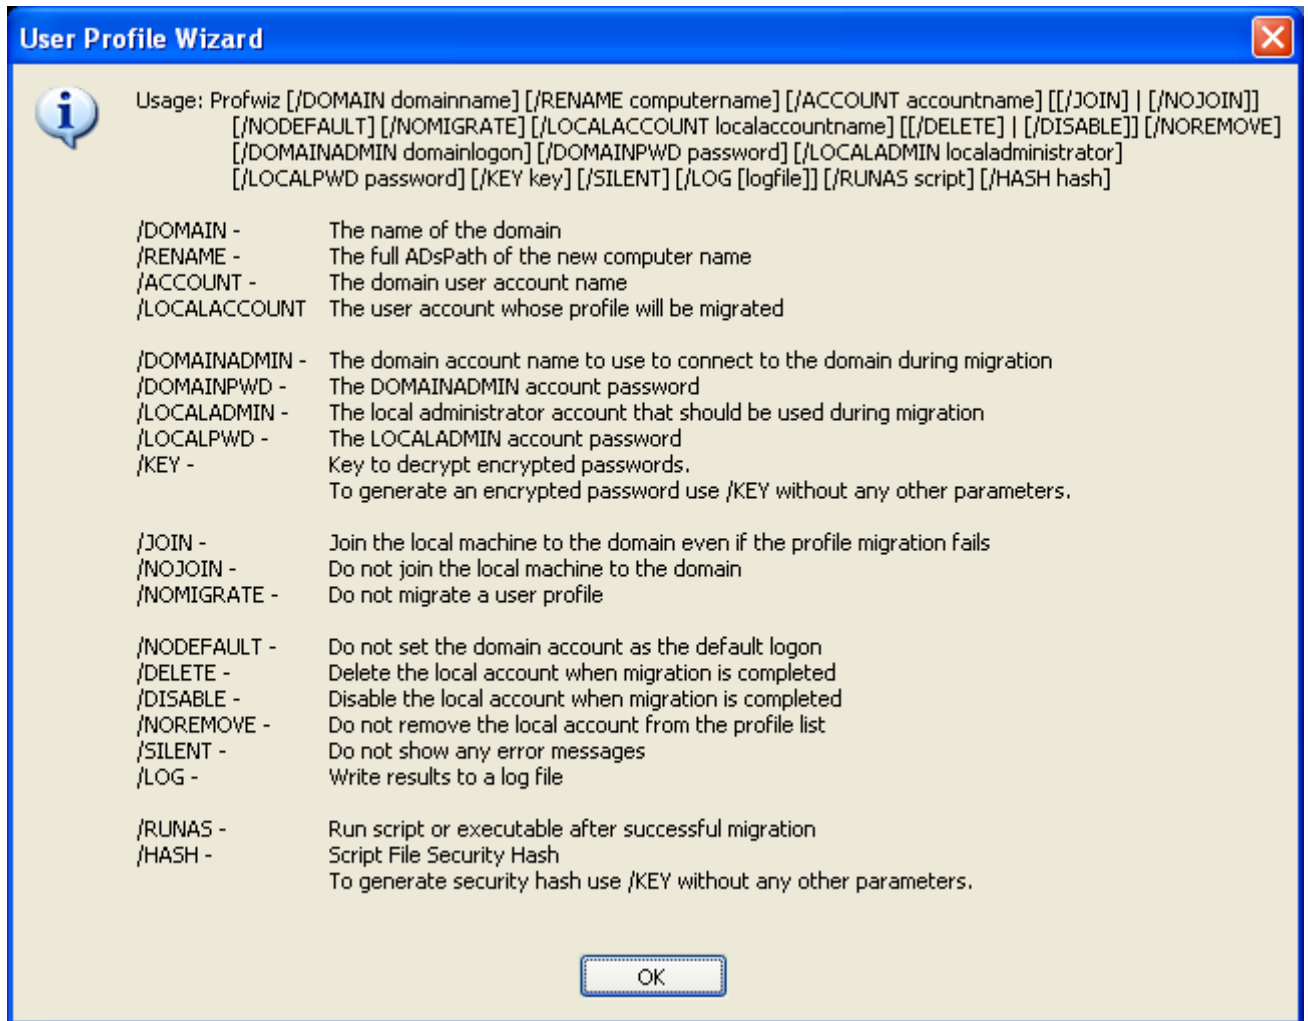 User Profile Wizard
Usage: Profwiz [/DOMAIN domainname] [/RENAME computername] [/ACCOUNT accountname] [[/JOIN] | [/NOJOIN]]
[/NODEFAULT] [/NOMIGRATE] [/LOCALACCOUNT localaccountname] [[/DELETE] | [/DISABLE]] [/NOREMOVE]
[/DOMAINADMIN domainlogon] [/DOMAINPWD password] [/LOCALADMIN localadministrator]
[/LOCALPWD password] [/KEY key] [/SILENT] [/LOG [logfile]] [/RUNAS script] [/HASH hash]
/DOMAIN - The name of the domain
/RENAME - The full ADsPath of the new computer name
/ACCOUNT - The domain user account name
/LOCALACCOUNT The user account whose profile will be migrated
/DOMAINADMIN - The domain account name to use to connect to the domain during migration
/DOMAINPWD - The DOMAINADMIN account password
/LOCALADMIN - The local administrator account that should be used during migration
/LOCALPWD - The LOCALADMIN account password
/KEY - Key to decrypt encrypted passwords.
To generate an encrypted password use /KEY without any other parameters.
/JOIN - Join the local machine to the domain even if the profile migration fails
/NOJOIN - Do not join the local machine to the domain
/NOMIGRATE - Do not migrate a user profile
/NODEFAULT - Do not set the domain account as the default logon
/DELETE - Delete the local account when migration is completed
/DISABLE - Disable the local account when migration is completed
/NOREMOVE - Do not remove the local account from the profile list
/SILENT - Do not show any error messages
/LOG - Write results to a log file
/RUNAS - Run script or executable after successful migration
/HASH - Script File Security Hash
To generate security hash use /KEY without any other parameters.
OK